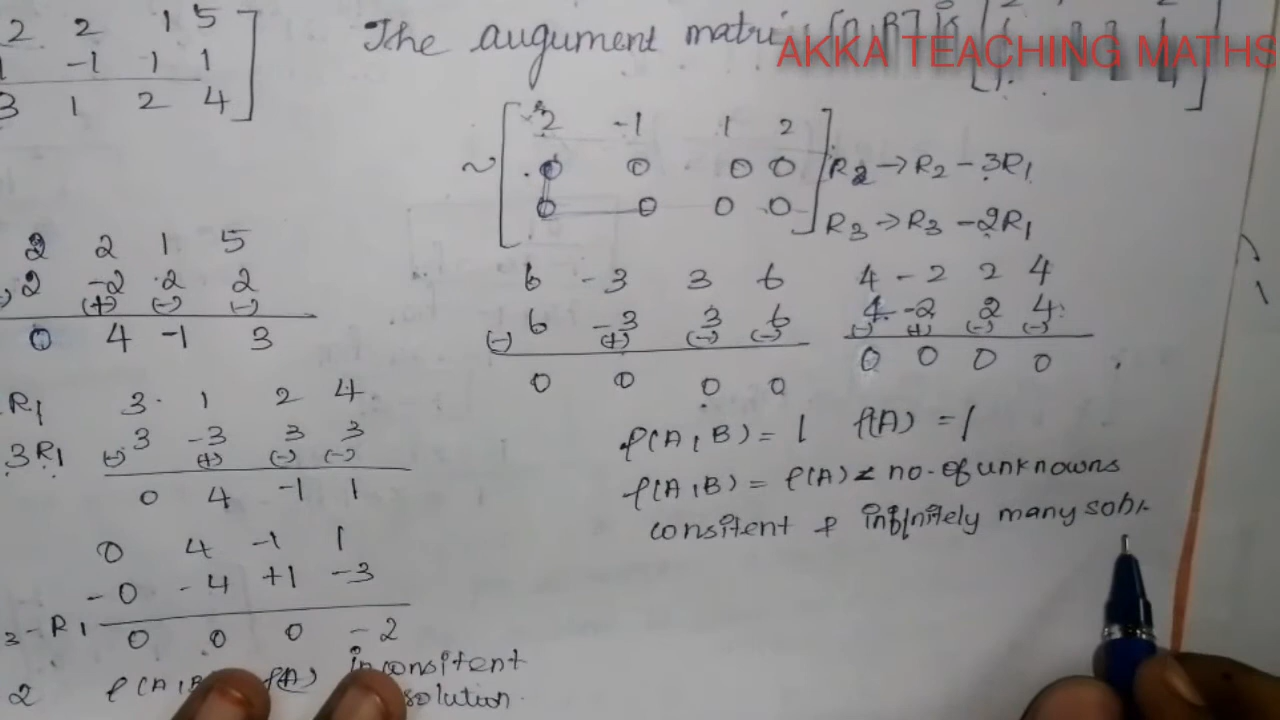 2 2 1 5
1 -1 1 1
3 1 2 4
2 2 1 5
2 -2 2 2
(-) (+) (-) (-)
0 4 -1 3
R1 3 1 2 4
3R1 3 -3 3 3
(-) (+) (-) (-)
0 4 -1 1
0 4 -1 1
-0 -4 +1 -3
3 - R1 0 0 0 -2
2 ρ(A,B) ρ(A) inconsitent
solution.
The augument matri [A,B] is
AKKA TEACHING MATHS
~ [ 2 -1 1 2 ]
0 0 0 0 R2 → R2 - 3R1
0 0 0 0 R3 → R3 - 2R1
6 -3 3 6 4 -2 2 4
6 -3 3 6 4 -2 2 4
(-) (+) (-) (-) (-) (+) (-) (-)
0 0 0 0 0 0 0 0
ρ(A,B) = 1 ρ(A) = 1
ρ(A,B) = ρ(A) < no. of unknowns
consitent & infinitely many soln.